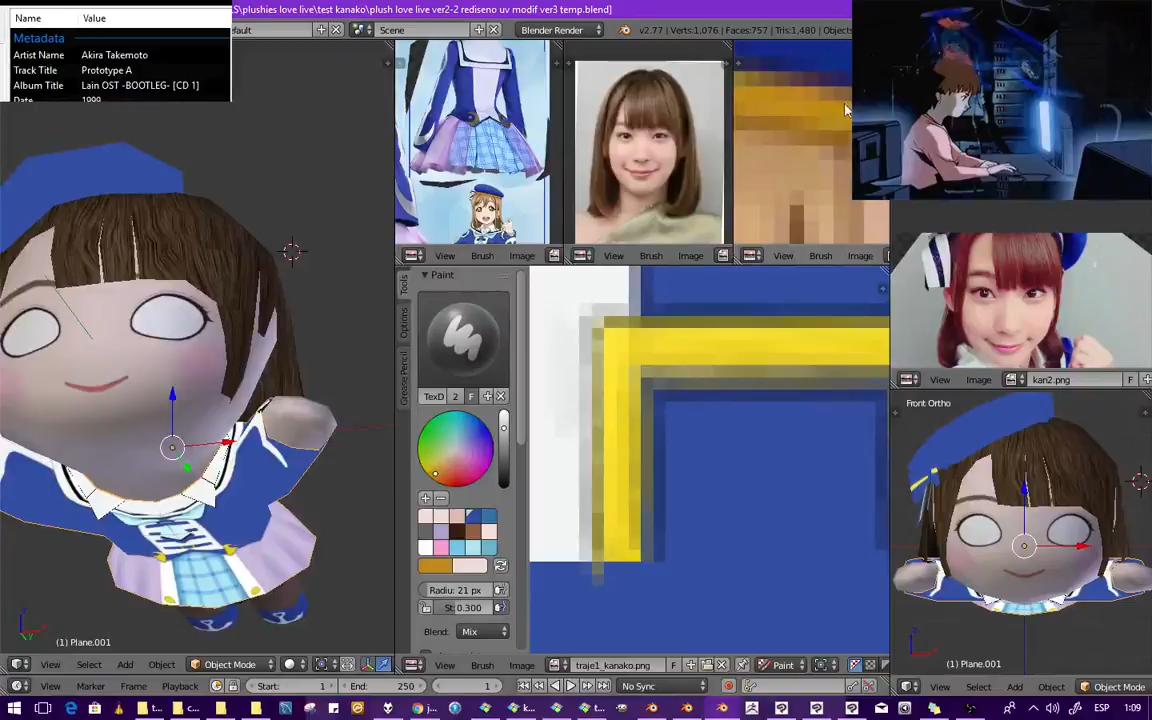 S\plushies love live\test kanako\plush love live ver2-2 rediseno uv modif ver3 temp.blend]
Name Value
Metadata
Artist Name Akira Takemoto
Track Title Prototype A
Album Title Lain OST -BOOTLEG- [CD 1]
Date 1999
efault Scene Blender Render v2.77 | Verts:1,076 | Faces:757 | Tris:1,480 | Objects
View Brush Image
View Brush Image
View Brush
Image
Paint
Tools
Options
Grease Pencil
TexD 2 F
Radiu: 21 px
St: 0.300
Blend: Mix
View Image kan2.png F
Front Ortho
(1) Plane.001
(1) Plane.001
View Select Add Object Object Mode
View Brush Image traje1_kanako.png F Paint
View Select Add Object Object Mode
View Marker Frame Playback Start: 1 End: 250 1 No Sync
t... c... j... k... t...
ESP 1:09